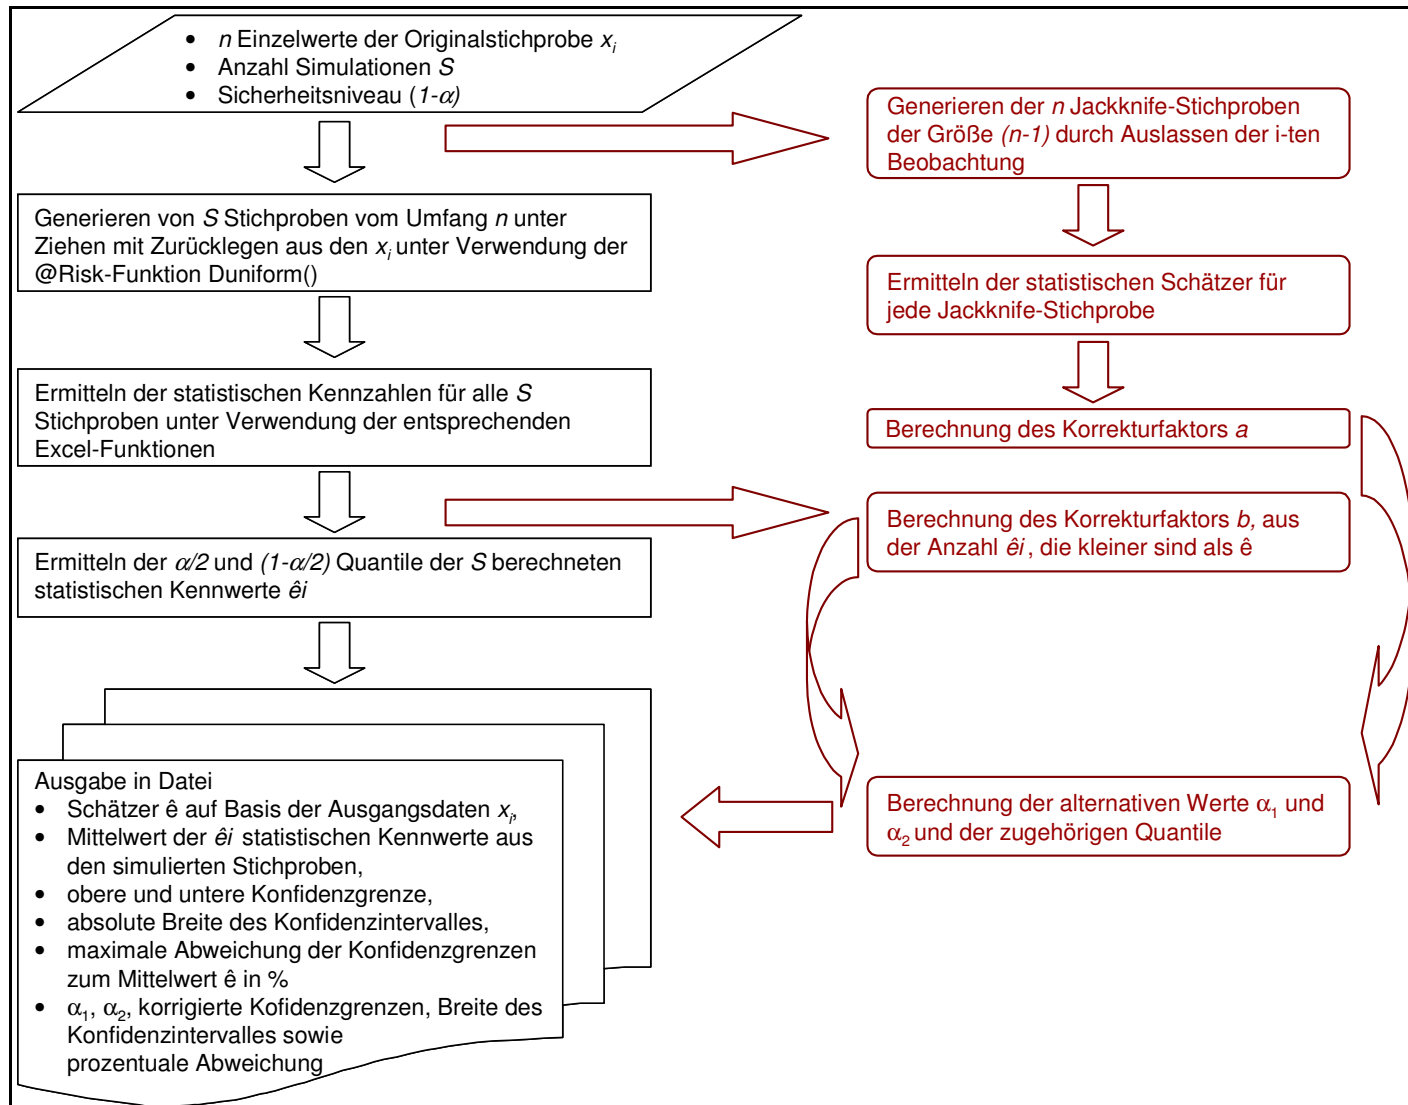 • n Einzelwerte der Originalstichprobe xi
• Anzahl Simulationen S
• Sicherheitsniveau (1-α)
Generieren von S Stichproben vom Umfang n unter
Ziehen mit Zurücklegen aus den xi unter Verwendung der
@Risk-Funktion Duniform()
Ermitteln der statistischen Kennzahlen für alle S
Stichproben unter Verwendung der entsprechenden
Excel-Funktionen
Ermitteln der α/2 und (1-α/2) Quantile der S berechneten
statistischen Kennwerte êi
Generieren der n Jackknife-Stichproben
der Größe (n-1) durch Auslassen der i-ten
Beobachtung
Ermitteln der statistischen Schätzer für
jede Jackknife-Stichprobe
Berechnung des Korrekturfaktors a
Berechnung des Korrekturfaktors b, aus
der Anzahl êi , die kleiner sind als ê
Berechnung der alternativen Werte α1 und
α2 und der zugehörigen Quantile
Ausgabe in Datei
• Schätzer ê auf Basis der Ausgangsdaten xi,
• Mittelwert der êi statistischen Kennwerte aus
den simulierten Stichproben,
• obere und untere Konfidenzgrenze,
• absolute Breite des Konfidenzintervalles,
• maximale Abweichung der Konfidenzgrenzen
zum Mittelwert ê in %
• α1, α2, korrigierte Kofidenzgrenzen, Breite des
Konfidenzintervalles sowie
prozentuale Abweichung